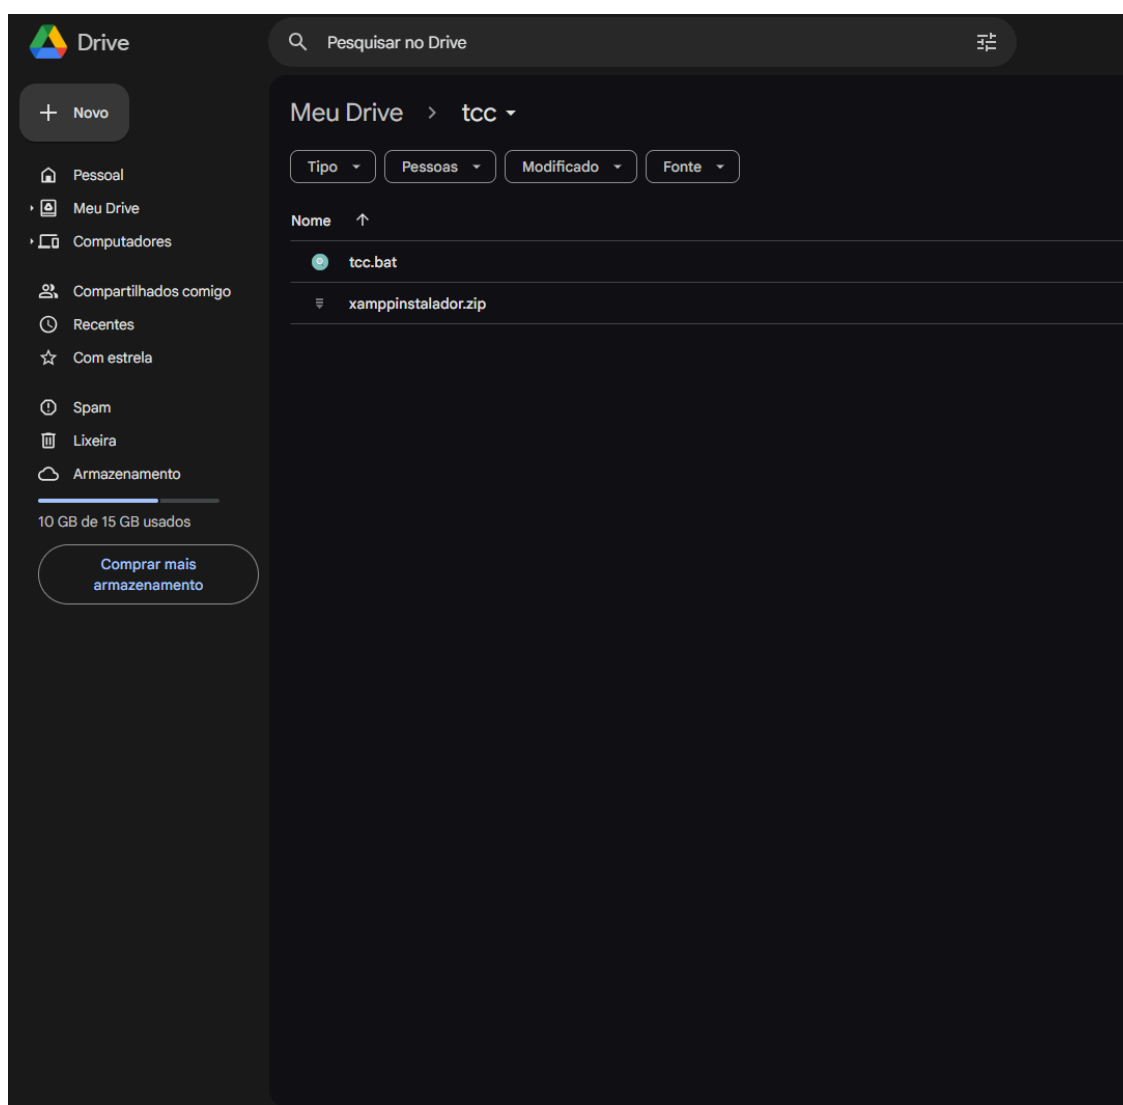 Drive
Pesquisar no Drive
Novo
Meu Drive > tcc
Tipo
Pessoas
Modificado
Fonte
Pessoal
Meu Drive
Computadores
Nome
tcc.bat
xamppinstalador.zip
Compartilhados comigo
Recentes
Com estrela
Spam
Lixeira
Armazenamento
10 GB de 15 GB usados
Comprar mais
armazenamento